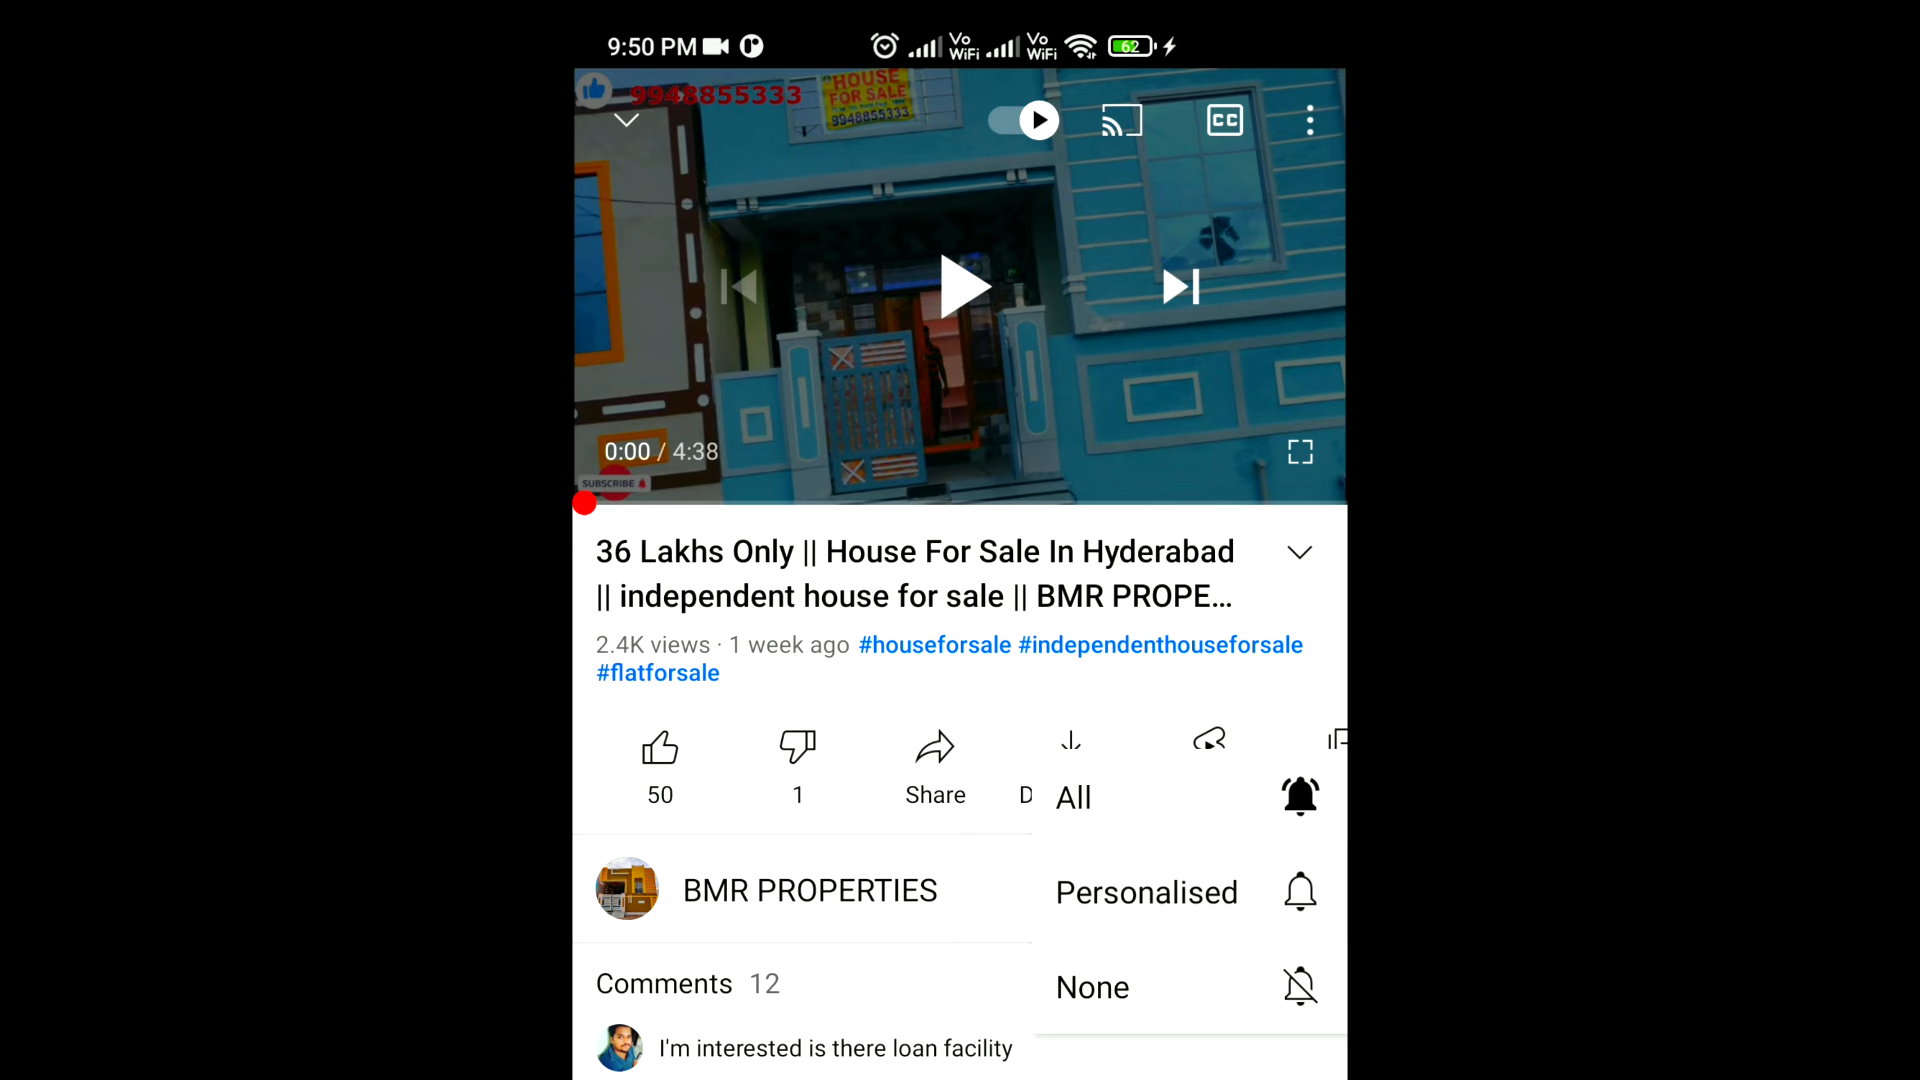 9:50 PM
Vo WiFi
Vo WiFi
62
9948855333
HOUSE
FOR SALE
9948855333
CC
0:00 / 4:38
SUBSCRIBE
36 Lakhs Only || House For Sale In Hyderabad
|| independent house for sale || BMR PROPE...
2.4K views · 1 week ago #houseforsale #independenthouseforsale
#flatforsale
50
1
Share
D
All
BMR PROPERTIES
Personalised
Comments 12
None
I'm interested is there loan facility